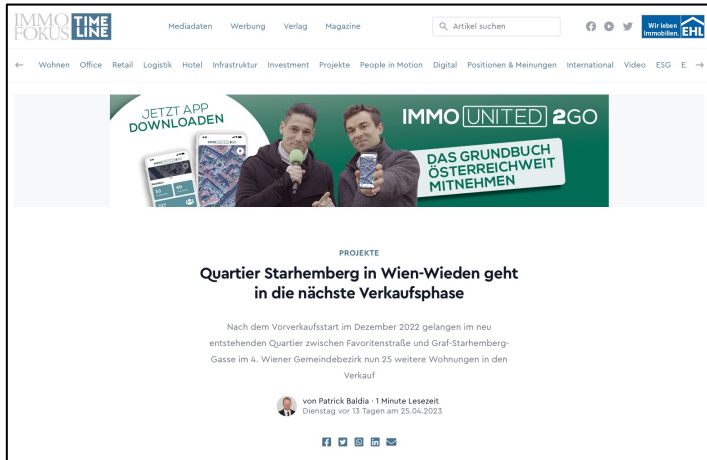 IMMO
FOKUS
TIME
LINE
Mediadaten Werbung Verlag Magazine
Artikel suchen
Wir leben
Immobilien.
EHL
← Wohnen Office Retail Logistik Hotel Infrastruktur Investment Projekte People in Motion Digital Positionen & Meinungen International Video ESG E →
JETZT APP
DOWNLOADEN
IMMO UNITED 2GO
DAS GRUNDBUCH
ÖSTERREICHWEIT
MITNEHMEN
PROJEKTE
Quartier Starhemberg in Wien-Wieden geht
in die nächste Verkaufsphase
Nach dem Vorverkaufsstart im Dezember 2022 gelangen im neu
entstehenden Quartier zwischen Favoritenstraße und Graf-Starhemberg-
Gasse im 4. Wiener Gemeindebezirk nun 25 weitere Wohnungen in den
Verkauf
von Patrick Baldia · 1 Minute Lesezeit
Dienstag vor 13 Tagen am 25.04.2023